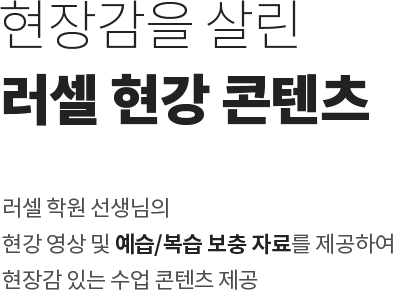 현장감을 살린
러셀 현강 콘텐츠
러셀 학원 선생님의
현강 영상 및 예습/복습 보충 자료를 제공하여
현장감 있는 수업 콘텐츠 제공